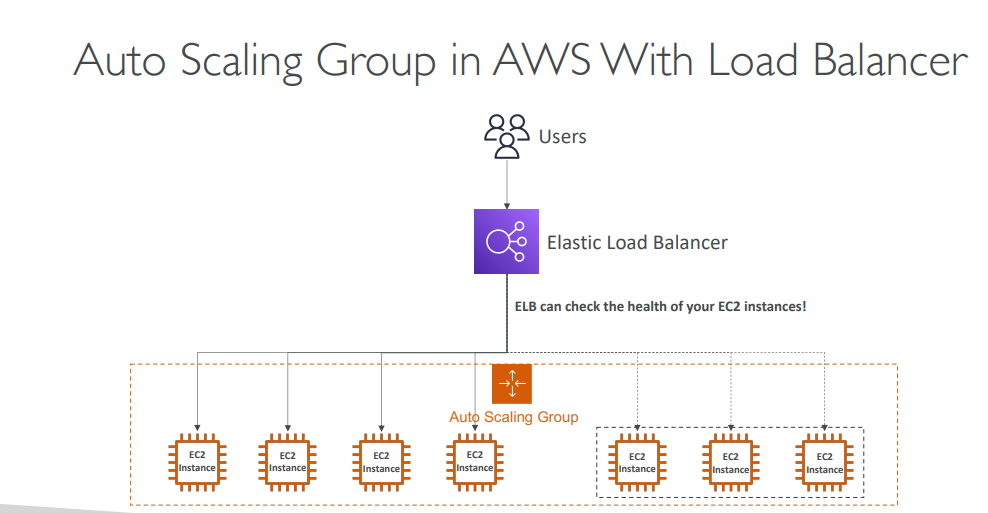 Auto Scaling Group in AWS With Load Balancer
Users
Elastic Load Balancer
ELB can check the health of your EC2 instances!
Auto Scaling Group
EC2
Instance
EC2
Instance
EC2
Instance
EC2
Instance
EC2
Instance
EC2
Instance
EC2
Instance